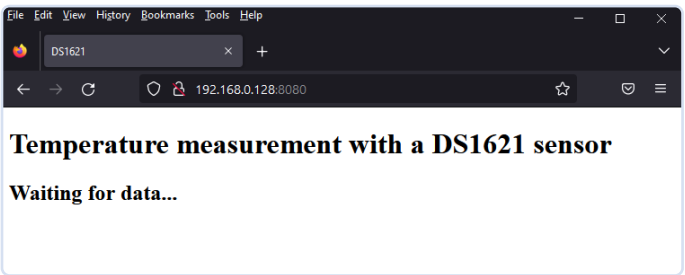 File Edit View History Bookmarks Tools Help
DS1621
192.168.0.128:8080
Temperature measurement with a DS1621 sensor
Waiting for data...